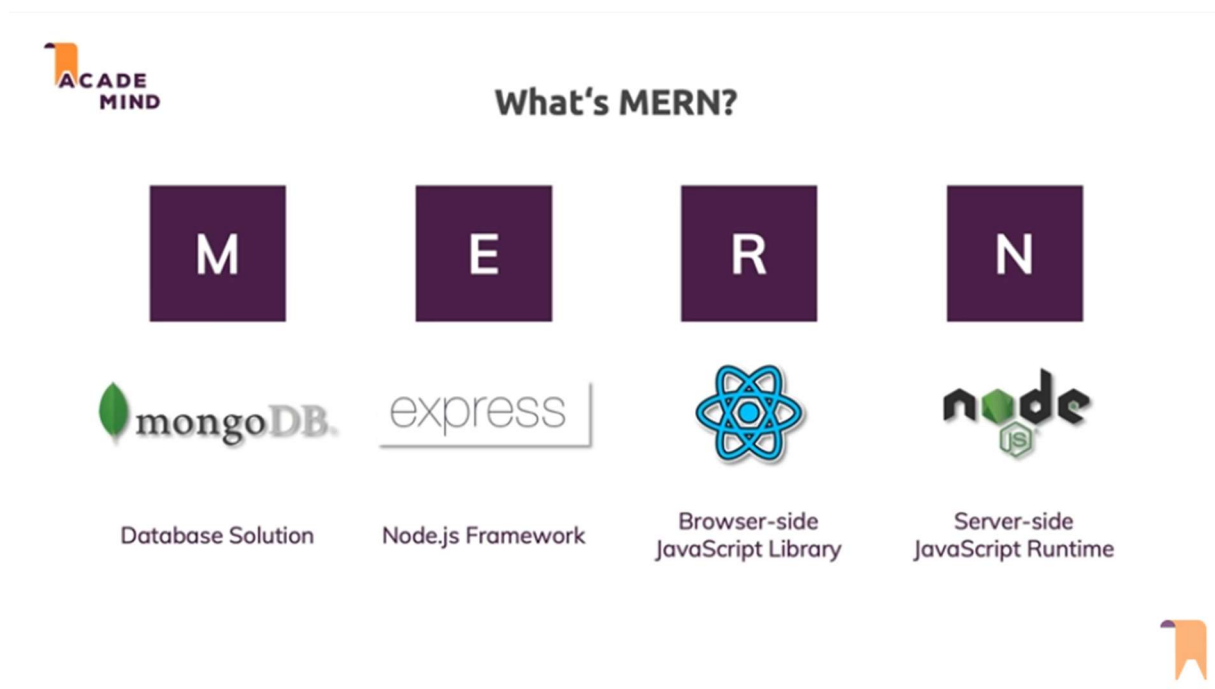 ACADE
MIND
What‘s MERN?
M
E
R
N
mongoDB
express
node
JS
Database Solution
Node.js Framework
Browser-side
JavaScript Library
Server-side
JavaScript Runtime